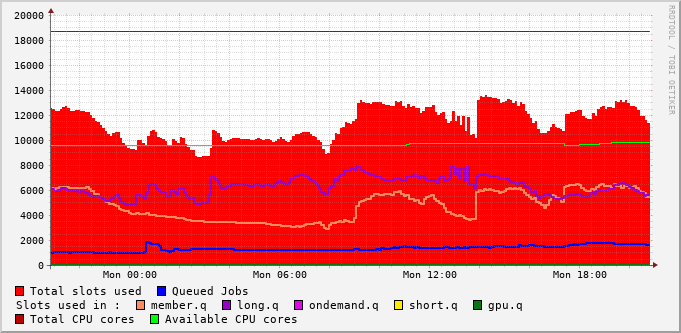 20000
18000
16000
14000
12000
10000
8000
6000
4000
2000
0
Mon 00:00 Mon 06:00 Mon 12:00 Mon 18:00
RRDTOOL / TOBI OETIKER
Total slots used Queued Jobs
Slots used in : member.q long.q ondemand.q short.q gpu.q
Total CPU cores Available CPU cores